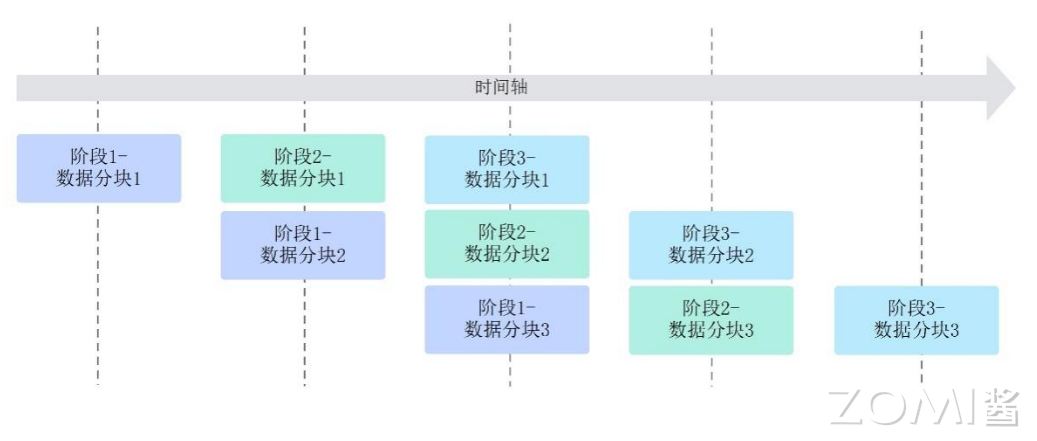 时间轴
阶段1-
数据分块1
阶段2-
数据分块1
阶段3-
数据分块1
阶段1-
数据分块2
阶段2-
数据分块2
阶段3-
数据分块2
阶段1-
数据分块3
阶段2-
数据分块3
阶段3-
数据分块3
ZOMI酱